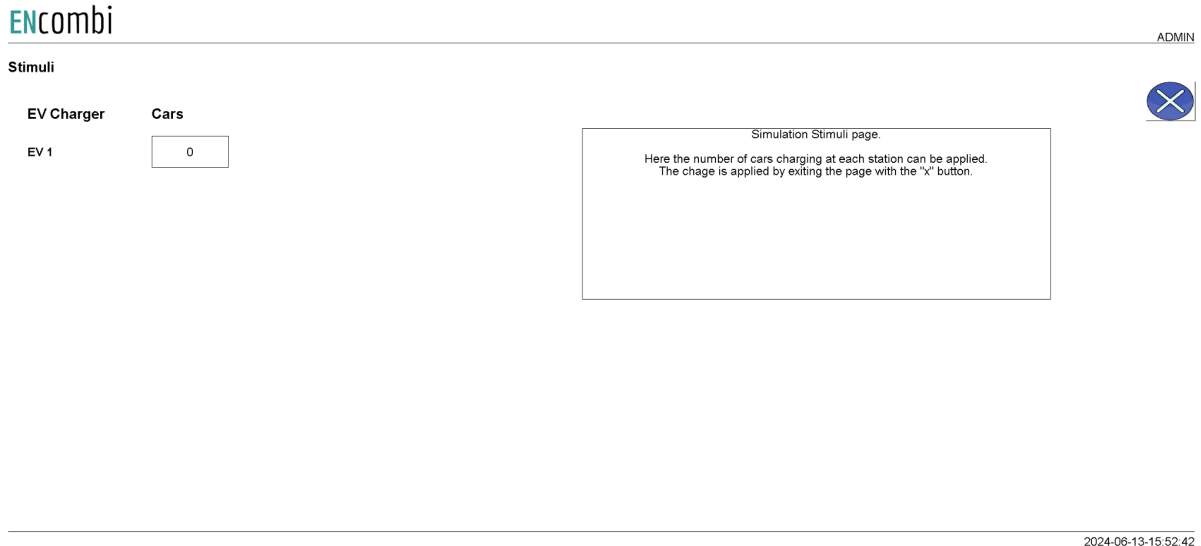 ENcombi
ADMIN
Stimuli
EV Charger Cars
EV 1 0
Simulation Stimuli page.
Here the number of cars charging at each station can be applied.
The chage is applied by exiting the page with the "x" button.
2024-06-13-15:52:42